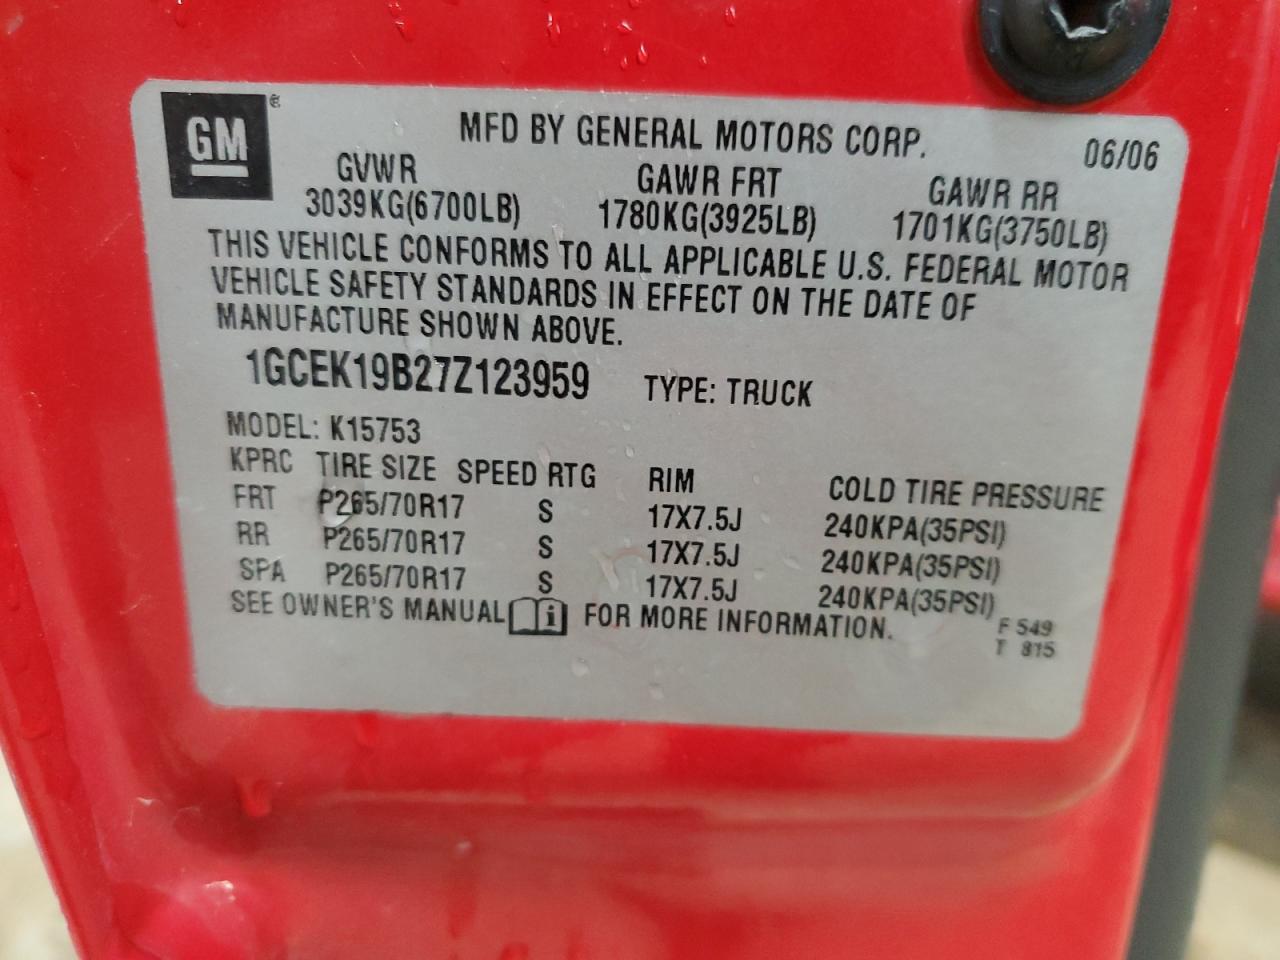 GM®
MFD BY GENERAL MOTORS CORP. 06/06
GVWR GAWR FRT GAWR RR
3039KG(6700LB) 1780KG(3925LB) 1701KG(3750LB)
THIS VEHICLE CONFORMS TO ALL APPLICABLE U.S. FEDERAL MOTOR
VEHICLE SAFETY STANDARDS IN EFFECT ON THE DATE OF
MANUFACTURE SHOWN ABOVE.
1GCEK19B27Z123959 TYPE: TRUCK
MODEL: K15753
KPRC TIRE SIZE SPEED RTG RIM COLD TIRE PRESSURE
FRT P265/70R17 S 17X7.5J 240KPA(35PSI)
RR P265/70R17 S 17X7.5J 240KPA(35PSI)
SPA P265/70R17 S 17X7.5J 240KPA(35PSI)
SEE OWNER'S MANUAL i FOR MORE INFORMATION.
F 549
T 815